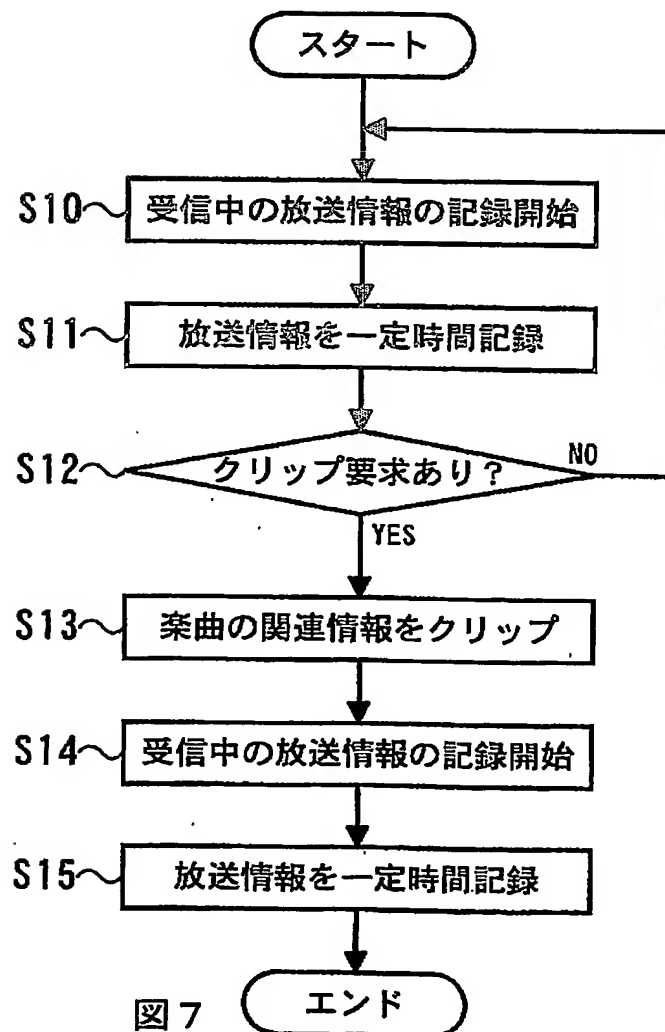 スタート
S10 受信中の放送情報の記録開始
S11 放送情報を一定時間記録
S12 クリップ要求あり？ NO
YES
S13 楽曲の関連情報をクリップ
S14 受信中の放送情報の記録開始
S15 放送情報を一定時間記録
エンド
図7